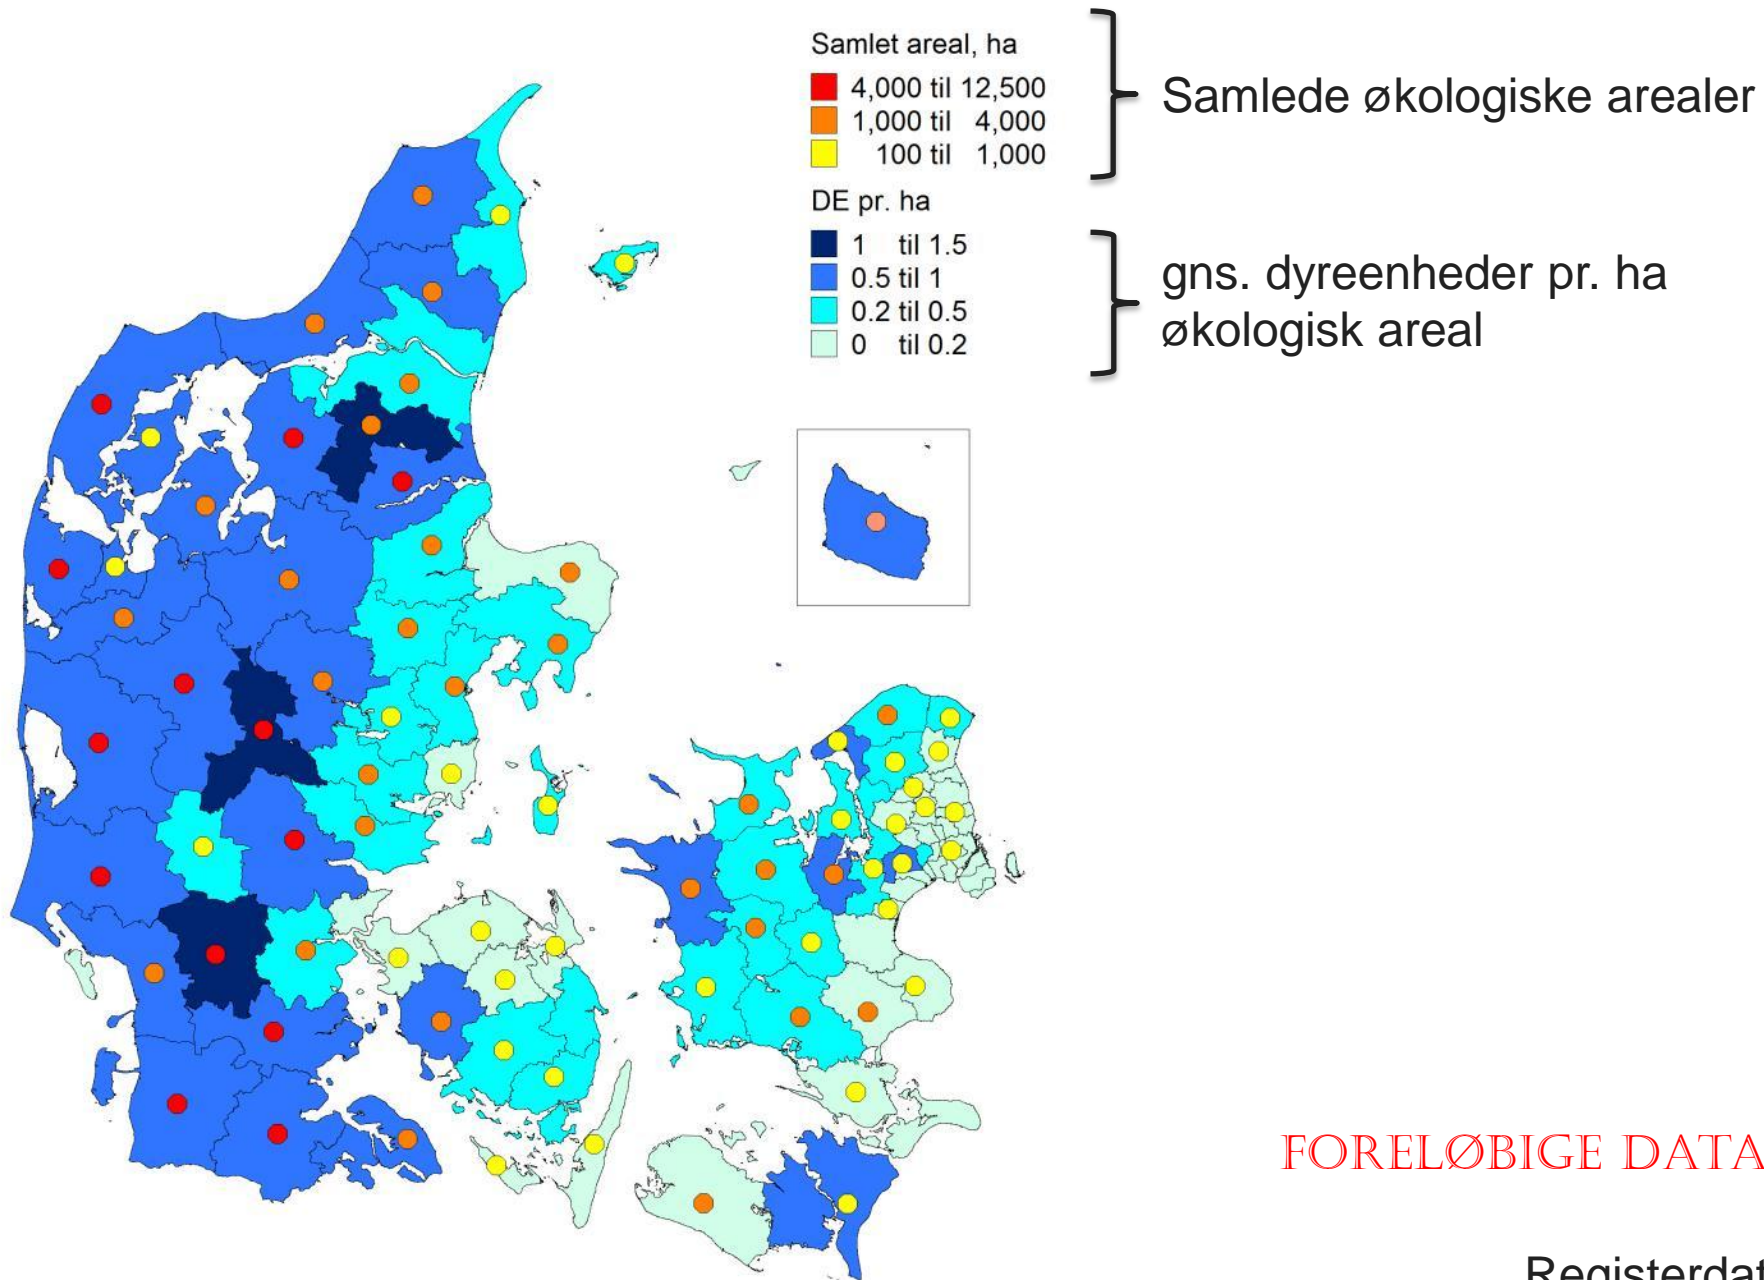 Samlet areal, ha
4,000 til 12,500
1,000 til 4,000
100 til 1,000
Samlede økologiske arealer
DE pr. ha
1 til 1.5
0.5 til 1
0.2 til 0.5
0 til 0.2
gns. dyreenheder pr. ha
økologisk areal
FORELØBIGE DATA